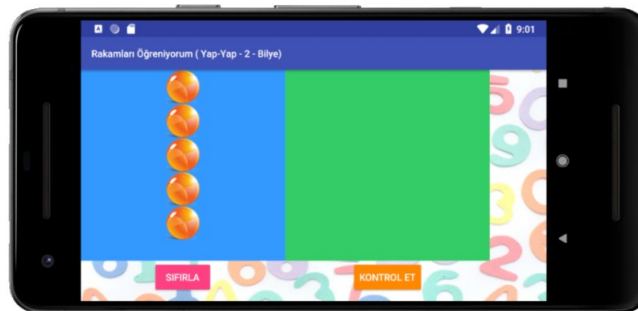 9:01
Rakamları Öğreniyorum ( Yap-Yap - 2 - Bilye)
SIFIRLA
KONTROL ET